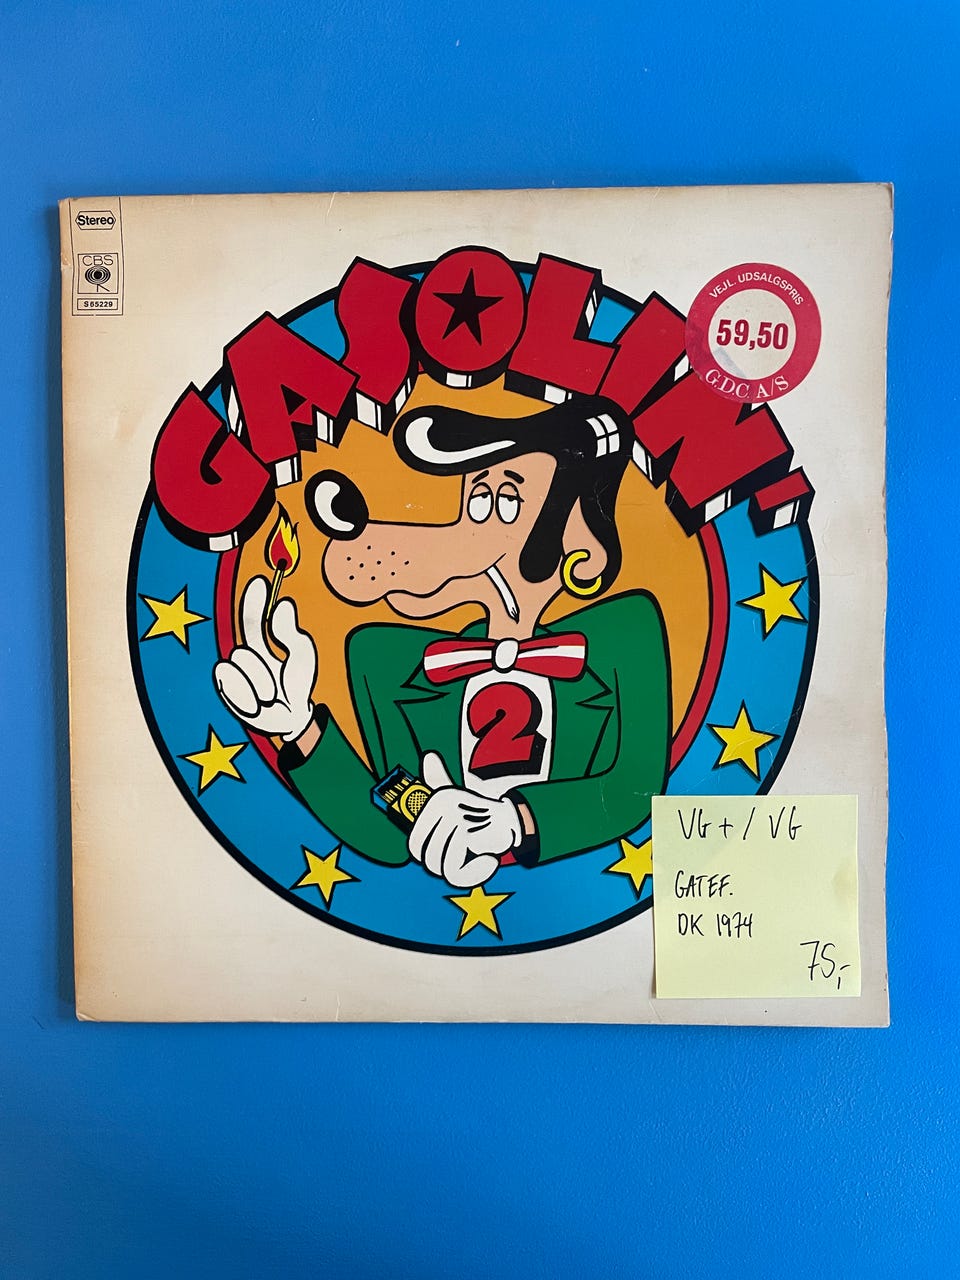 Stereo
CBS
S 65229
GASOLIN'
VEJL. UDSALGSPRIS
59,50
G.D.C. A/S
2
VG+ / VG
GATEF.
DK 1974
75,-